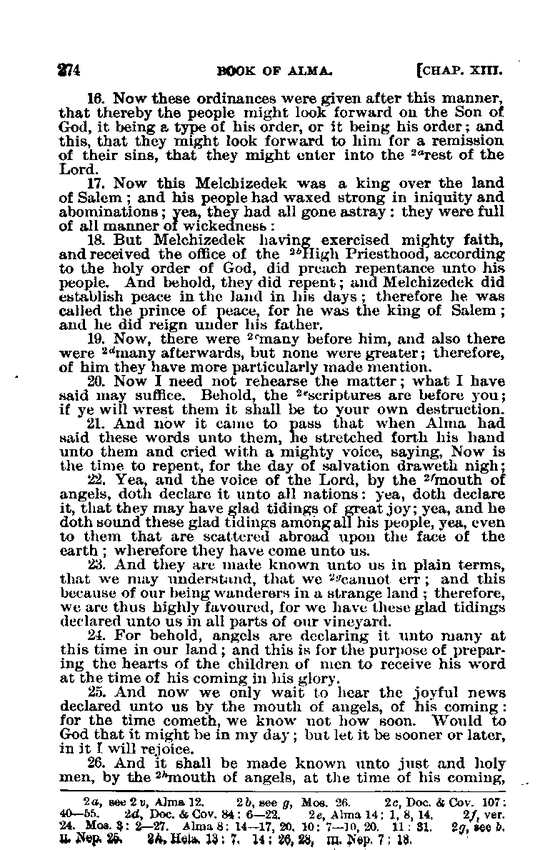 274 BOOK OF ALMA. [CHAP. XIII.
16. Now these ordinances were given after this manner,
that thereby the people might look forward on the Son of
God, it being a type of his order, or it being his order; and
this, that they might look forward to him for a remission
of their sins, that they might enter into the ²ᵃrest of the
Lord.
17. Now this Melchizedek was a king over the land
of Salem; and his people had waxed strong in iniquity and
abominations; yea, they had all gone astray: they were full
of all manner of wickedness:
18. But Melchizedek having exercised mighty faith,
and received the office of the ²ᵇHigh Priesthood, according
to the holy order of God, did preach repentance unto his
people. And behold, they did repent; and Melchizedek did
establish peace in the land in his days; therefore he was
called the prince of peace, for he was the king of Salem;
and he did reign under his father.
19. Now, there were ²ᶜmany before him, and also there
were ²ᵈmany afterwards, but none were greater; therefore,
of him they have more particularly made mention.
20. Now I need not rehearse the matter; what I have
said may suffice. Behold, the ²ᵉscriptures are before you;
if ye will wrest them it shall be to your own destruction.
21. And now it came to pass that when Alma had
said these words unto them, he stretched forth his hand
unto them and cried with a mighty voice, saying, Now is
the time to repent, for the day of salvation draweth nigh;
22. Yea, and the voice of the Lord, by the ²ᶠmouth of
angels, doth declare it unto all nations: yea, doth declare
it, that they may have glad tidings of great joy; yea, and he
doth sound these glad tidings among all his people, yea, even
to them that are scattered abroad upon the face of the
earth; wherefore they have come unto us.
23. And they are made known unto us in plain terms,
that we may understand, that we ²ᵍcannot err; and this
because of our being wanderers in a strange land; therefore,
we are thus highly favoured, for we have these glad tidings
declared unto us in all parts of our vineyard.
24. For behold, angels are declaring it unto many at
this time in our land; and this is for the purpose of prepar-
ing the hearts of the children of men to receive his word
at the time of his coming in his glory.
25. And now we only wait to hear the joyful news
declared unto us by the mouth of angels, of his coming:
for the time cometh, we know not how soon. Would to
God that it might be in my day; but let it be sooner or later,
in it I will rejoice.
26. And it shall be made known unto just and holy
men, by the ²ʰmouth of angels, at the time of his coming,
2a, see 2v, Alma 12. 2b, see g, Mos. 26. 2c, Doc. & Cov. 107:
40—55. 2d, Doc. & Cov. 84: 6—22. 2e, Alma 14: 1, 8, 14. 2f, ver.
24. Mos. 3: 2—27. Alma 8: 14—17, 20. 10: 7—10, 20. 11: 31. 2g, see b.
II. Nep. 25. 2h, Hela. 13: 7. 14: 26, 28, III. Nep. 7: 18.